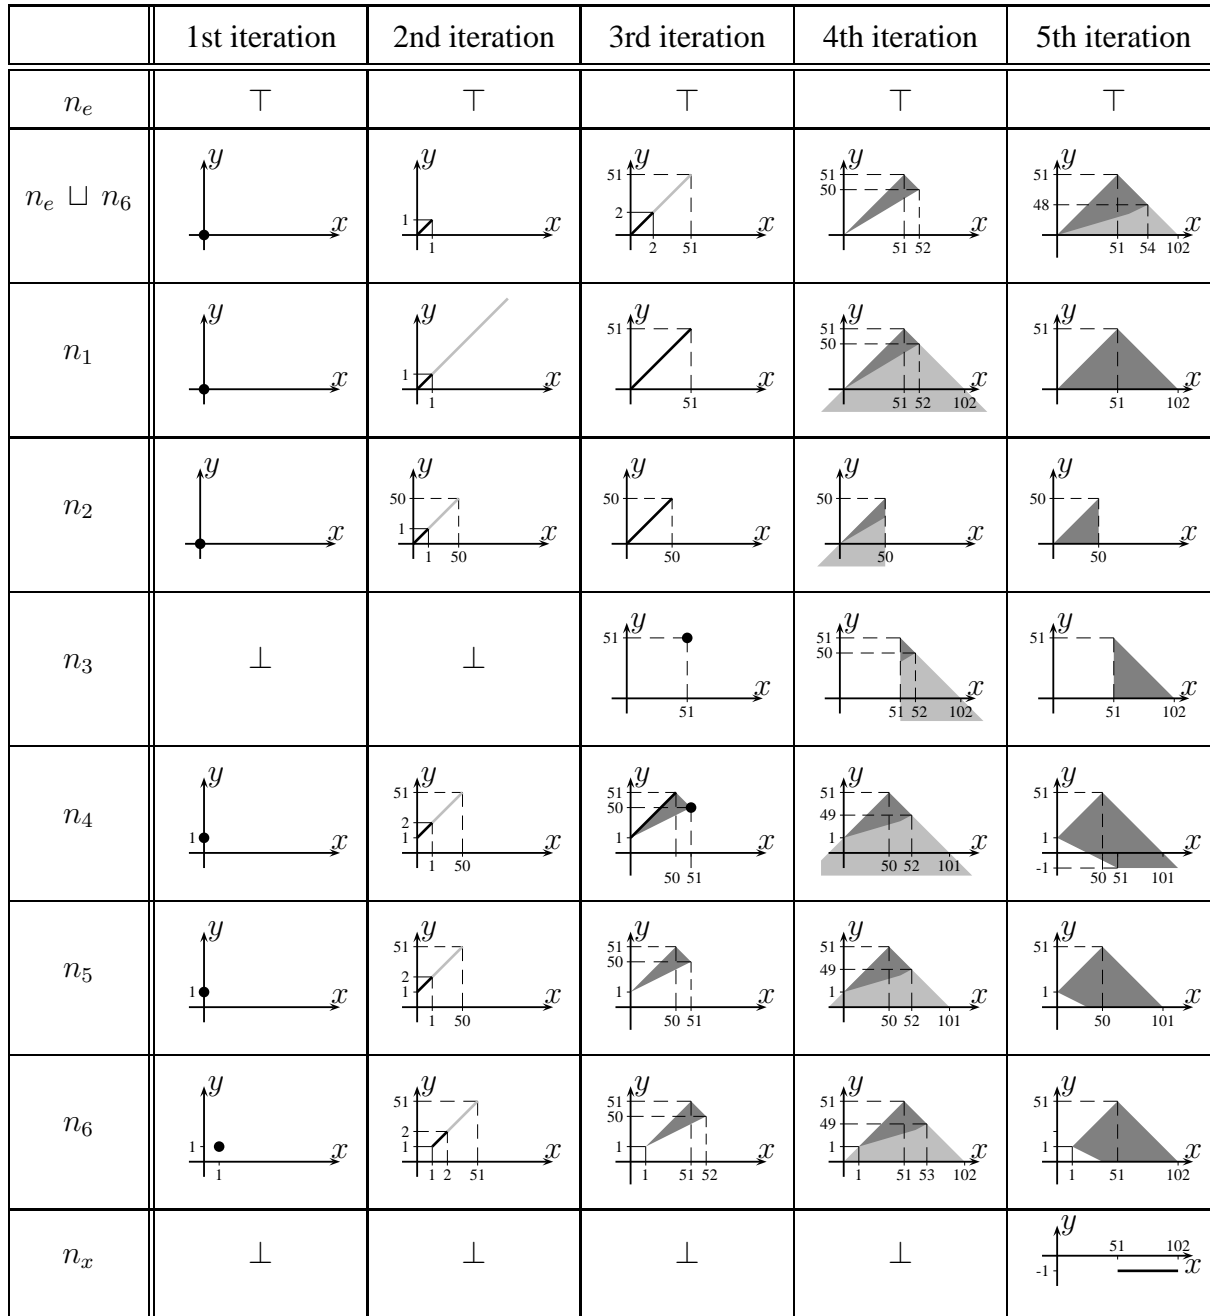 1st iteration 2nd iteration 3rd iteration 4th iteration 5th iteration
n_e ⊤ ⊤ ⊤ ⊤ ⊤
n_e ⊔ n_6
y x
y x 1 1
y x 51 2 2 51
y x 51 50 51 52
y x 51 48 51 54 102
n_1
y x
y x 1 1
y x 51 51
y x 51 50 51 52 102
y x 51 51 102
n_2
y x
y x 50 1 1 50
y x 50 50
y x 50 50
y x 50 50
n_3 ⊥ ⊥
y x 51 51
y x 51 50 51 52 102
y x 51 51 102
n_4
y x 1
y x 51 2 1 1 50
y x 51 50 1 50 51
y x 51 49 1 50 52 101
y x 51 1 -1 50 51 101
n_5
y x 1
y x 51 2 1 1 50
y x 51 50 1 50 51
y x 51 49 1 50 52 101
y x 51 1 50 101
n_6
y x 1 1
y x 51 2 1 1 2 51
y x 51 50 1 1 51 52
y x 51 49 1 1 51 53 102
y x 51 1 1 51 102
n_x ⊥ ⊥ ⊥ ⊥
y x 51 102 -1